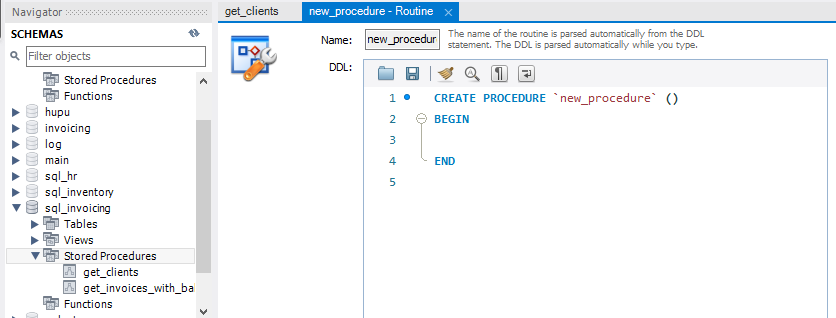 Navigator
SCHEMAS
Filter objects
Stored Procedures
Functions
hupu
invoicing
log
main
sql_hr
sql_inventory
sql_invoicing
Tables
Views
Stored Procedures
get_clients
get_invoices_with_ba
Functions
get_clients
new_procedure - Routine
Name:
new_procedur
The name of the routine is parsed automatically from the DDL
statement. The DDL is parsed automatically while you type.
DDL:
1 CREATE PROCEDURE `new_procedure` ()
2 BEGIN
3
4 END
5